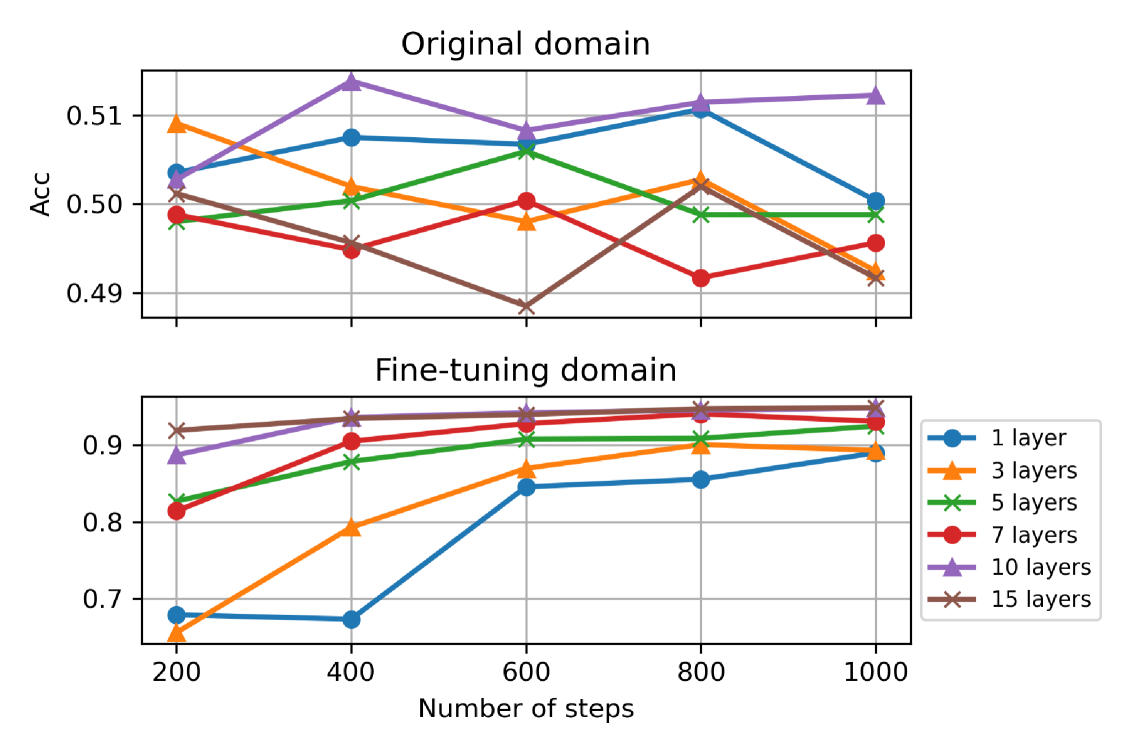 Original domain
Acc
0.51
0.50
0.49
Fine-tuning domain
0.9
0.8
0.7
200 400 600 800 1000
Number of steps
1 layer
3 layers
5 layers
7 layers
10 layers
15 layers